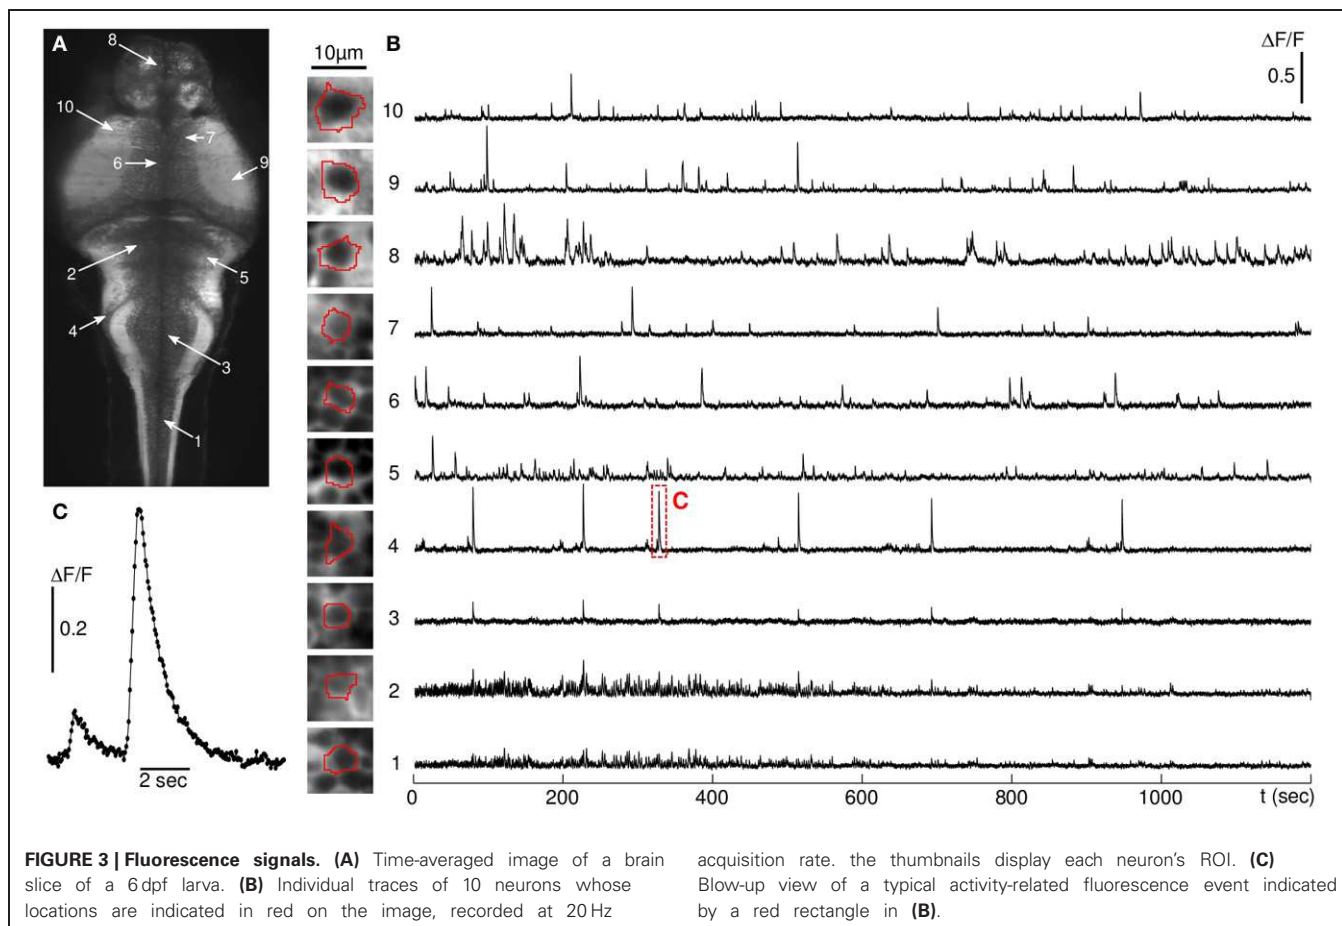 A
8
10
7
6
9
2
5
4
3
1
C
ΔF/F
0.2
2 sec
10μm
B
ΔF/F
0.5
10
9
8
7
6
5
C
4
3
2
1
0 200 400 600 800 1000 t (sec)
FIGURE 3 | Fluorescence signals. (A) Time-averaged image of a brain
slice of a 6 dpf larva. (B) Individual traces of 10 neurons whose
locations are indicated in red on the image, recorded at 20 Hz
acquisition rate. the thumbnails display each neuron's ROI. (C)
Blow-up view of a typical activity-related fluorescence event indicated
by a red rectangle in (B).